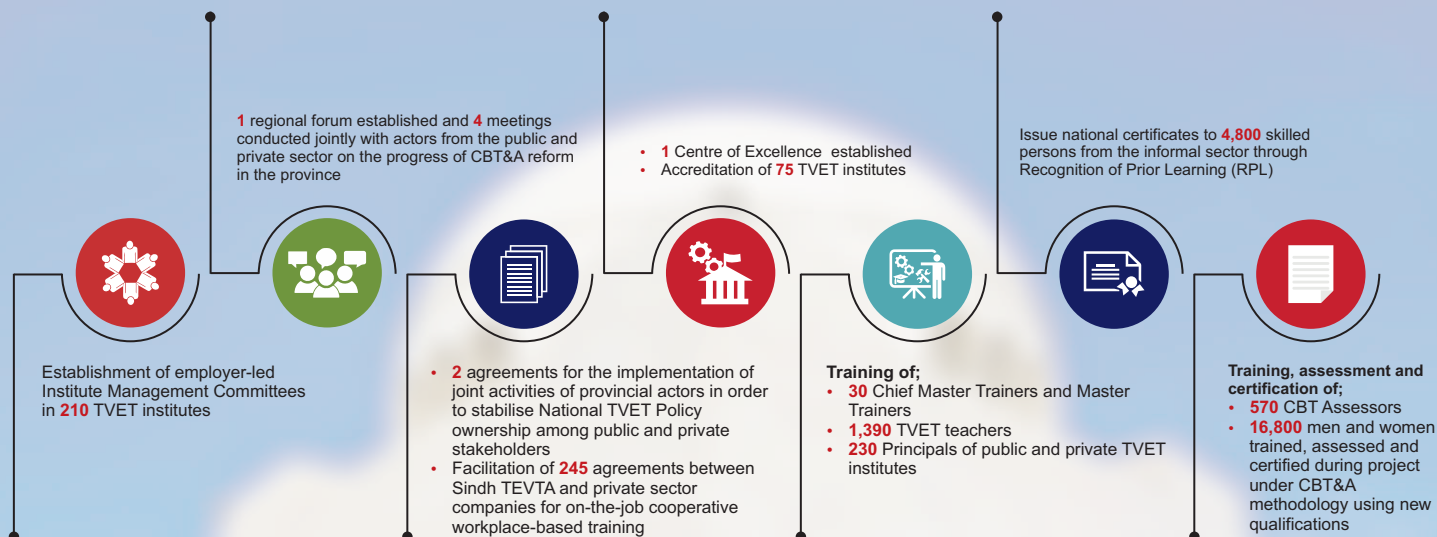 Establishment of employer-led
Institute Management Committees
in 210 TVET institutes
1 regional forum established and 4 meetings
conducted jointly with actors from the public and
private sector on the progress of CBT&A reform
in the province
• 2 agreements for the implementation of
joint activities of provincial actors in order
to stabilise National TVET Policy
ownership among public and private
stakeholders
• Facilitation of 245 agreements between
Sindh TEVTA and private sector
companies for on-the-job cooperative
workplace-based training
• 1 Centre of Excellence established
• Accreditation of 75 TVET institutes
Training of;
• 30 Chief Master Trainers and Master
Trainers
• 1,390 TVET teachers
• 230 Principals of public and private TVET
institutes
Issue national certificates to 4,800 skilled
persons from the informal sector through
Recognition of Prior Learning (RPL)
Training, assessment and
certification of;
• 570 CBT Assessors
• 16,800 men and women
trained, assessed and
certified during project
under CBT&A
methodology using new
qualifications